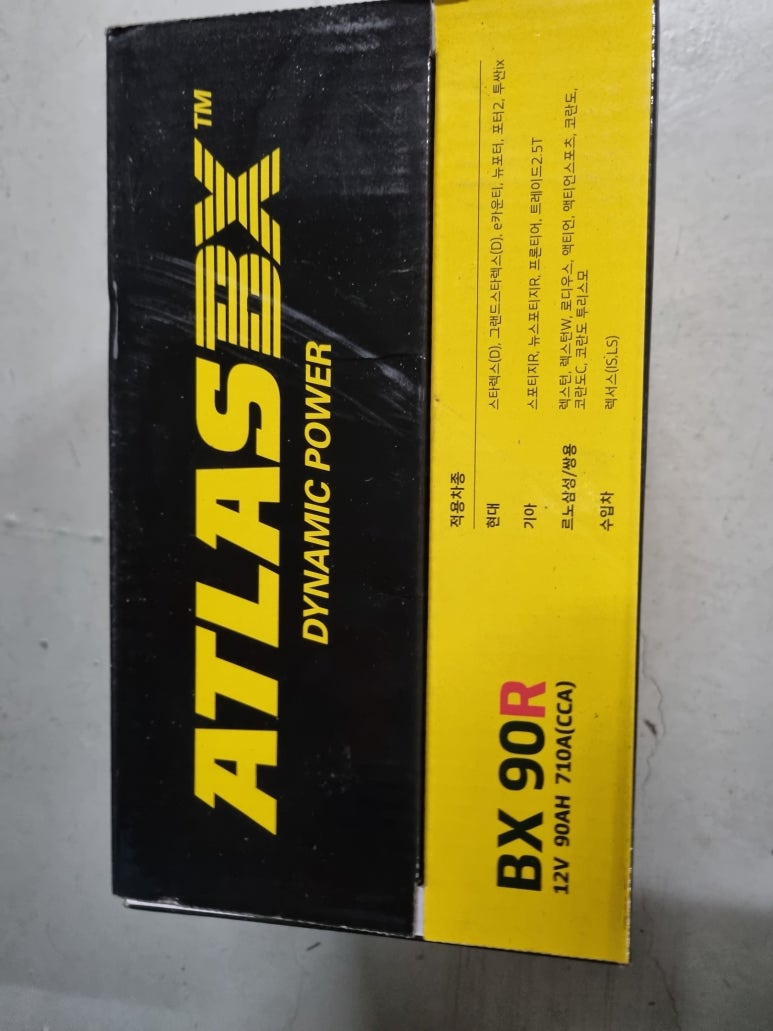 ATLASBX™
DYNAMIC POWER
BX 90R
12V 90AH 710A(CCA)
적용차종
현대 스타렉스(D), 그랜드스타렉스(D), e카운티, 뉴포터, 포터2, 투싼ix
기아 스포티지R, 뉴스포티지R, 프론티어, 트레이드2.5T
르노삼성/쌍용 렉스턴, 렉스턴W, 로디우스, 액티언, 액티언스포츠, 코란도,
코란도C, 코란도 투리스모
수입차 렉서스(IS,LS)